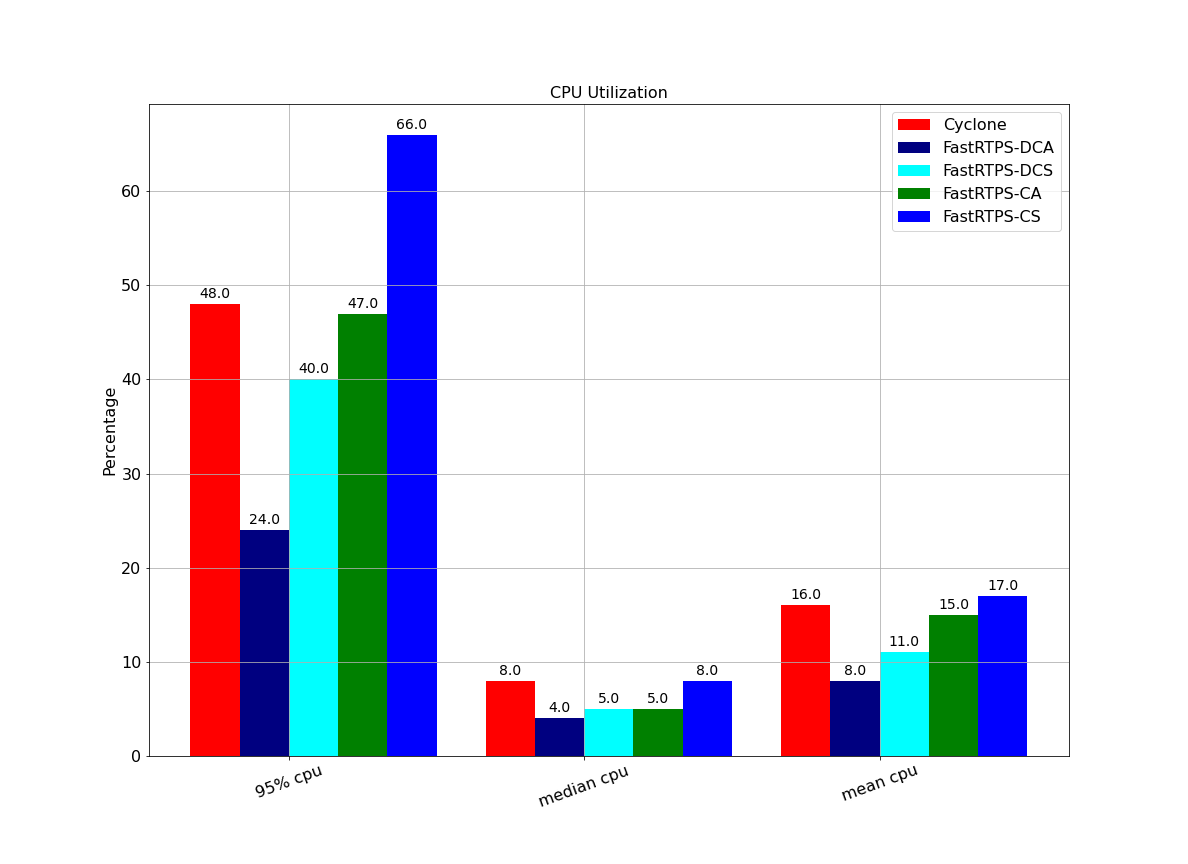 CPU Utilization
Cyclone
FastRTPS-DCA
FastRTPS-DCS
FastRTPS-CA
FastRTPS-CS
Percentage
60
50
40
30
20
10
0
48.0
24.0
40.0
47.0
66.0
8.0
4.0
5.0
5.0
8.0
16.0
8.0
11.0
15.0
17.0
95% cpu
median cpu
mean cpu